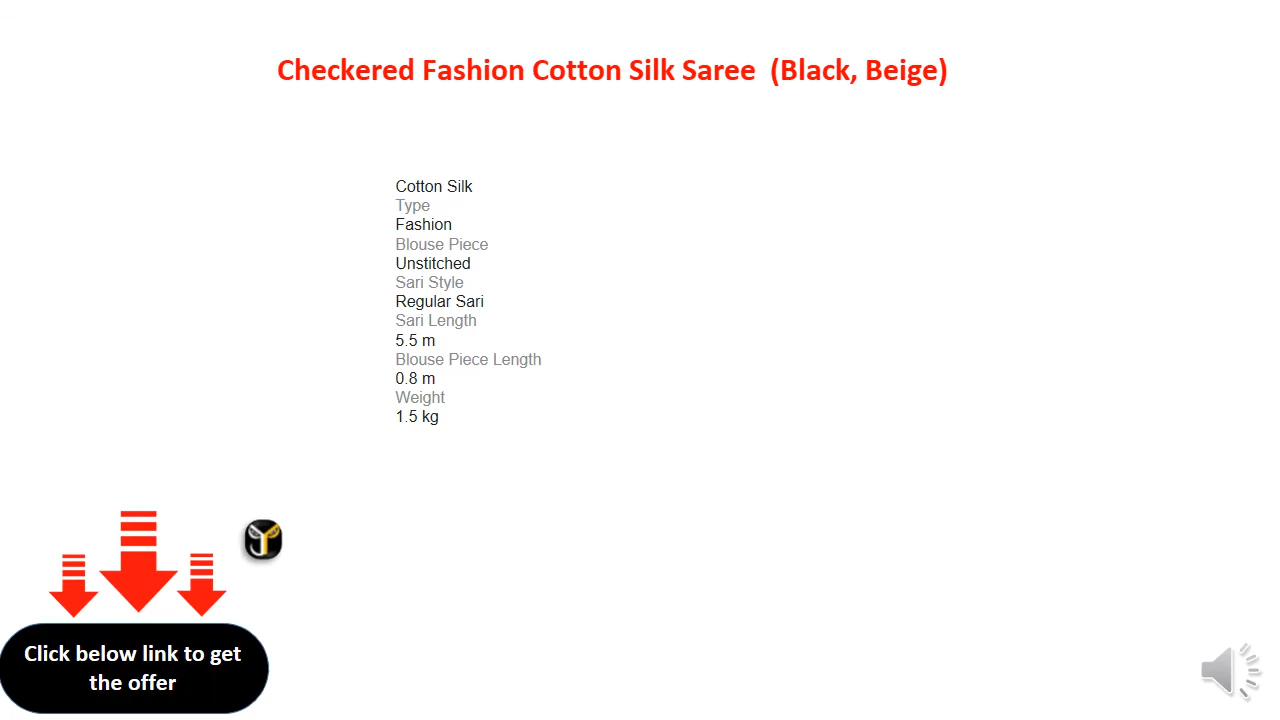 Checkered Fashion Cotton Silk Saree  (Black, Beige)
Cotton Silk
Type
Fashion
Blouse Piece
Unstitched
Sari Style
Regular Sari
Sari Length
5.5 m
Blouse Piece Length
0.8 m
Weight
1.5 kg
Click below link to get
the offer